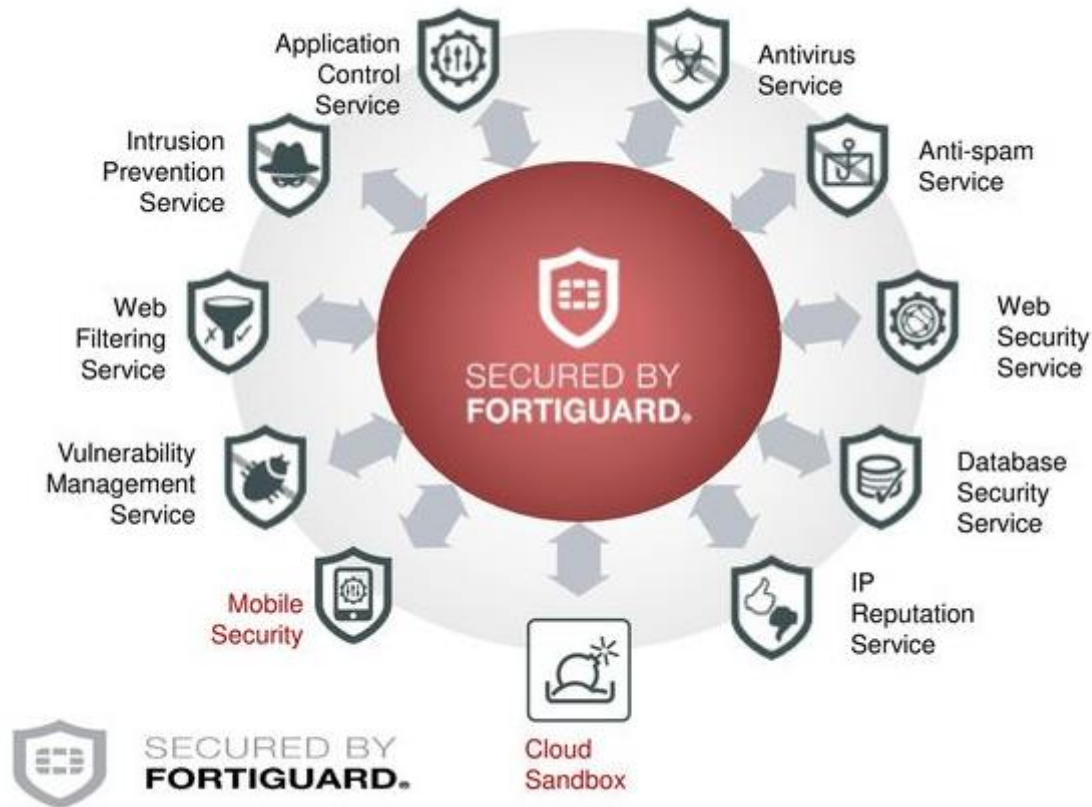 Application
Control
Service
Antivirus
Service
Intrusion
Prevention
Service
Anti-spam
Service
Web
Filtering
Service
SECURED BY
FORTIGUARD®
Web
Security
Service
Vulnerability
Management
Service
Database
Security
Service
Mobile
Security
IP
Reputation
Service
Cloud
Sandbox
SECURED BY
FORTIGUARD®